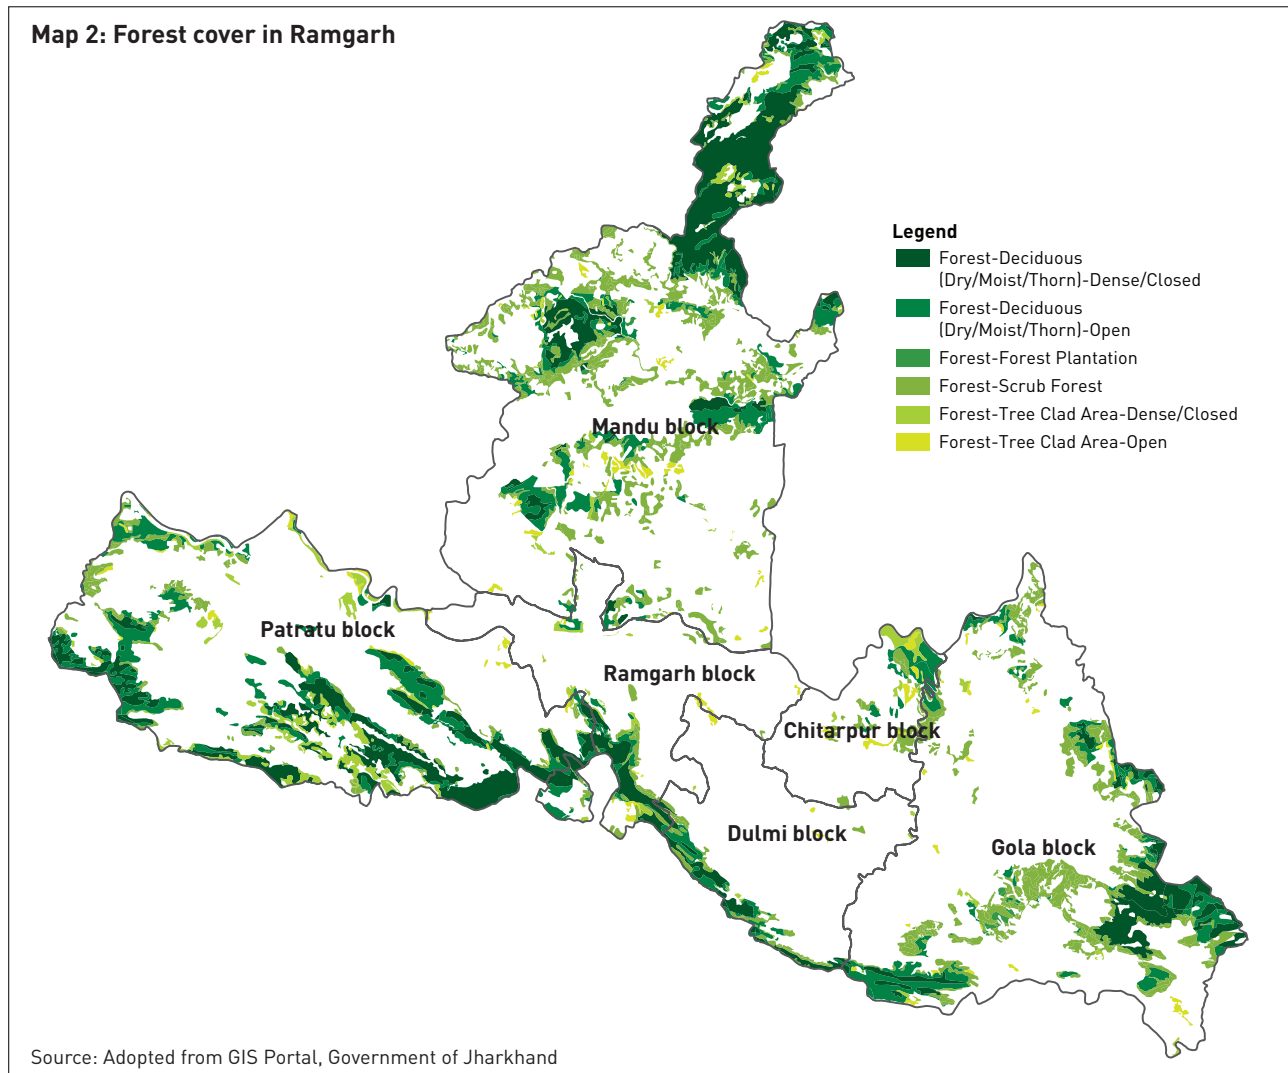 Map 2: Forest cover in Ramgarh
Legend
Forest-Deciduous
(Dry/Moist/Thorn)-Dense/Closed
Forest-Deciduous
(Dry/Moist/Thorn)-Open
Forest-Forest Plantation
Forest-Scrub Forest
Forest-Tree Clad Area-Dense/Closed
Forest-Tree Clad Area-Open
Mandu block
Patratu block
Ramgarh block
Chitarpur block
Dulmi block
Gola block
Source: Adopted from GIS Portal, Government of Jharkhand